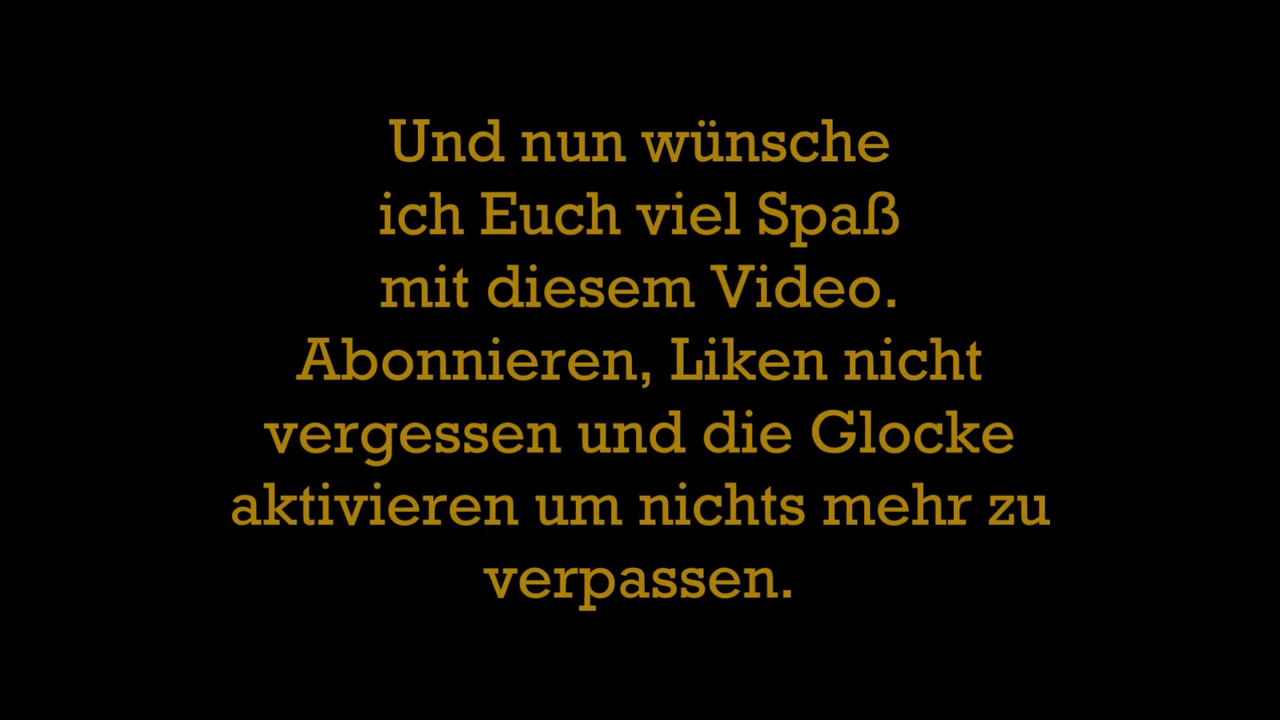 Und nun wünsche
ich Euch viel Spaß
mit diesem Video.
Abonnieren, Liken nicht
vergessen und die Glocke
aktivieren um nichts mehr zu
verpassen.